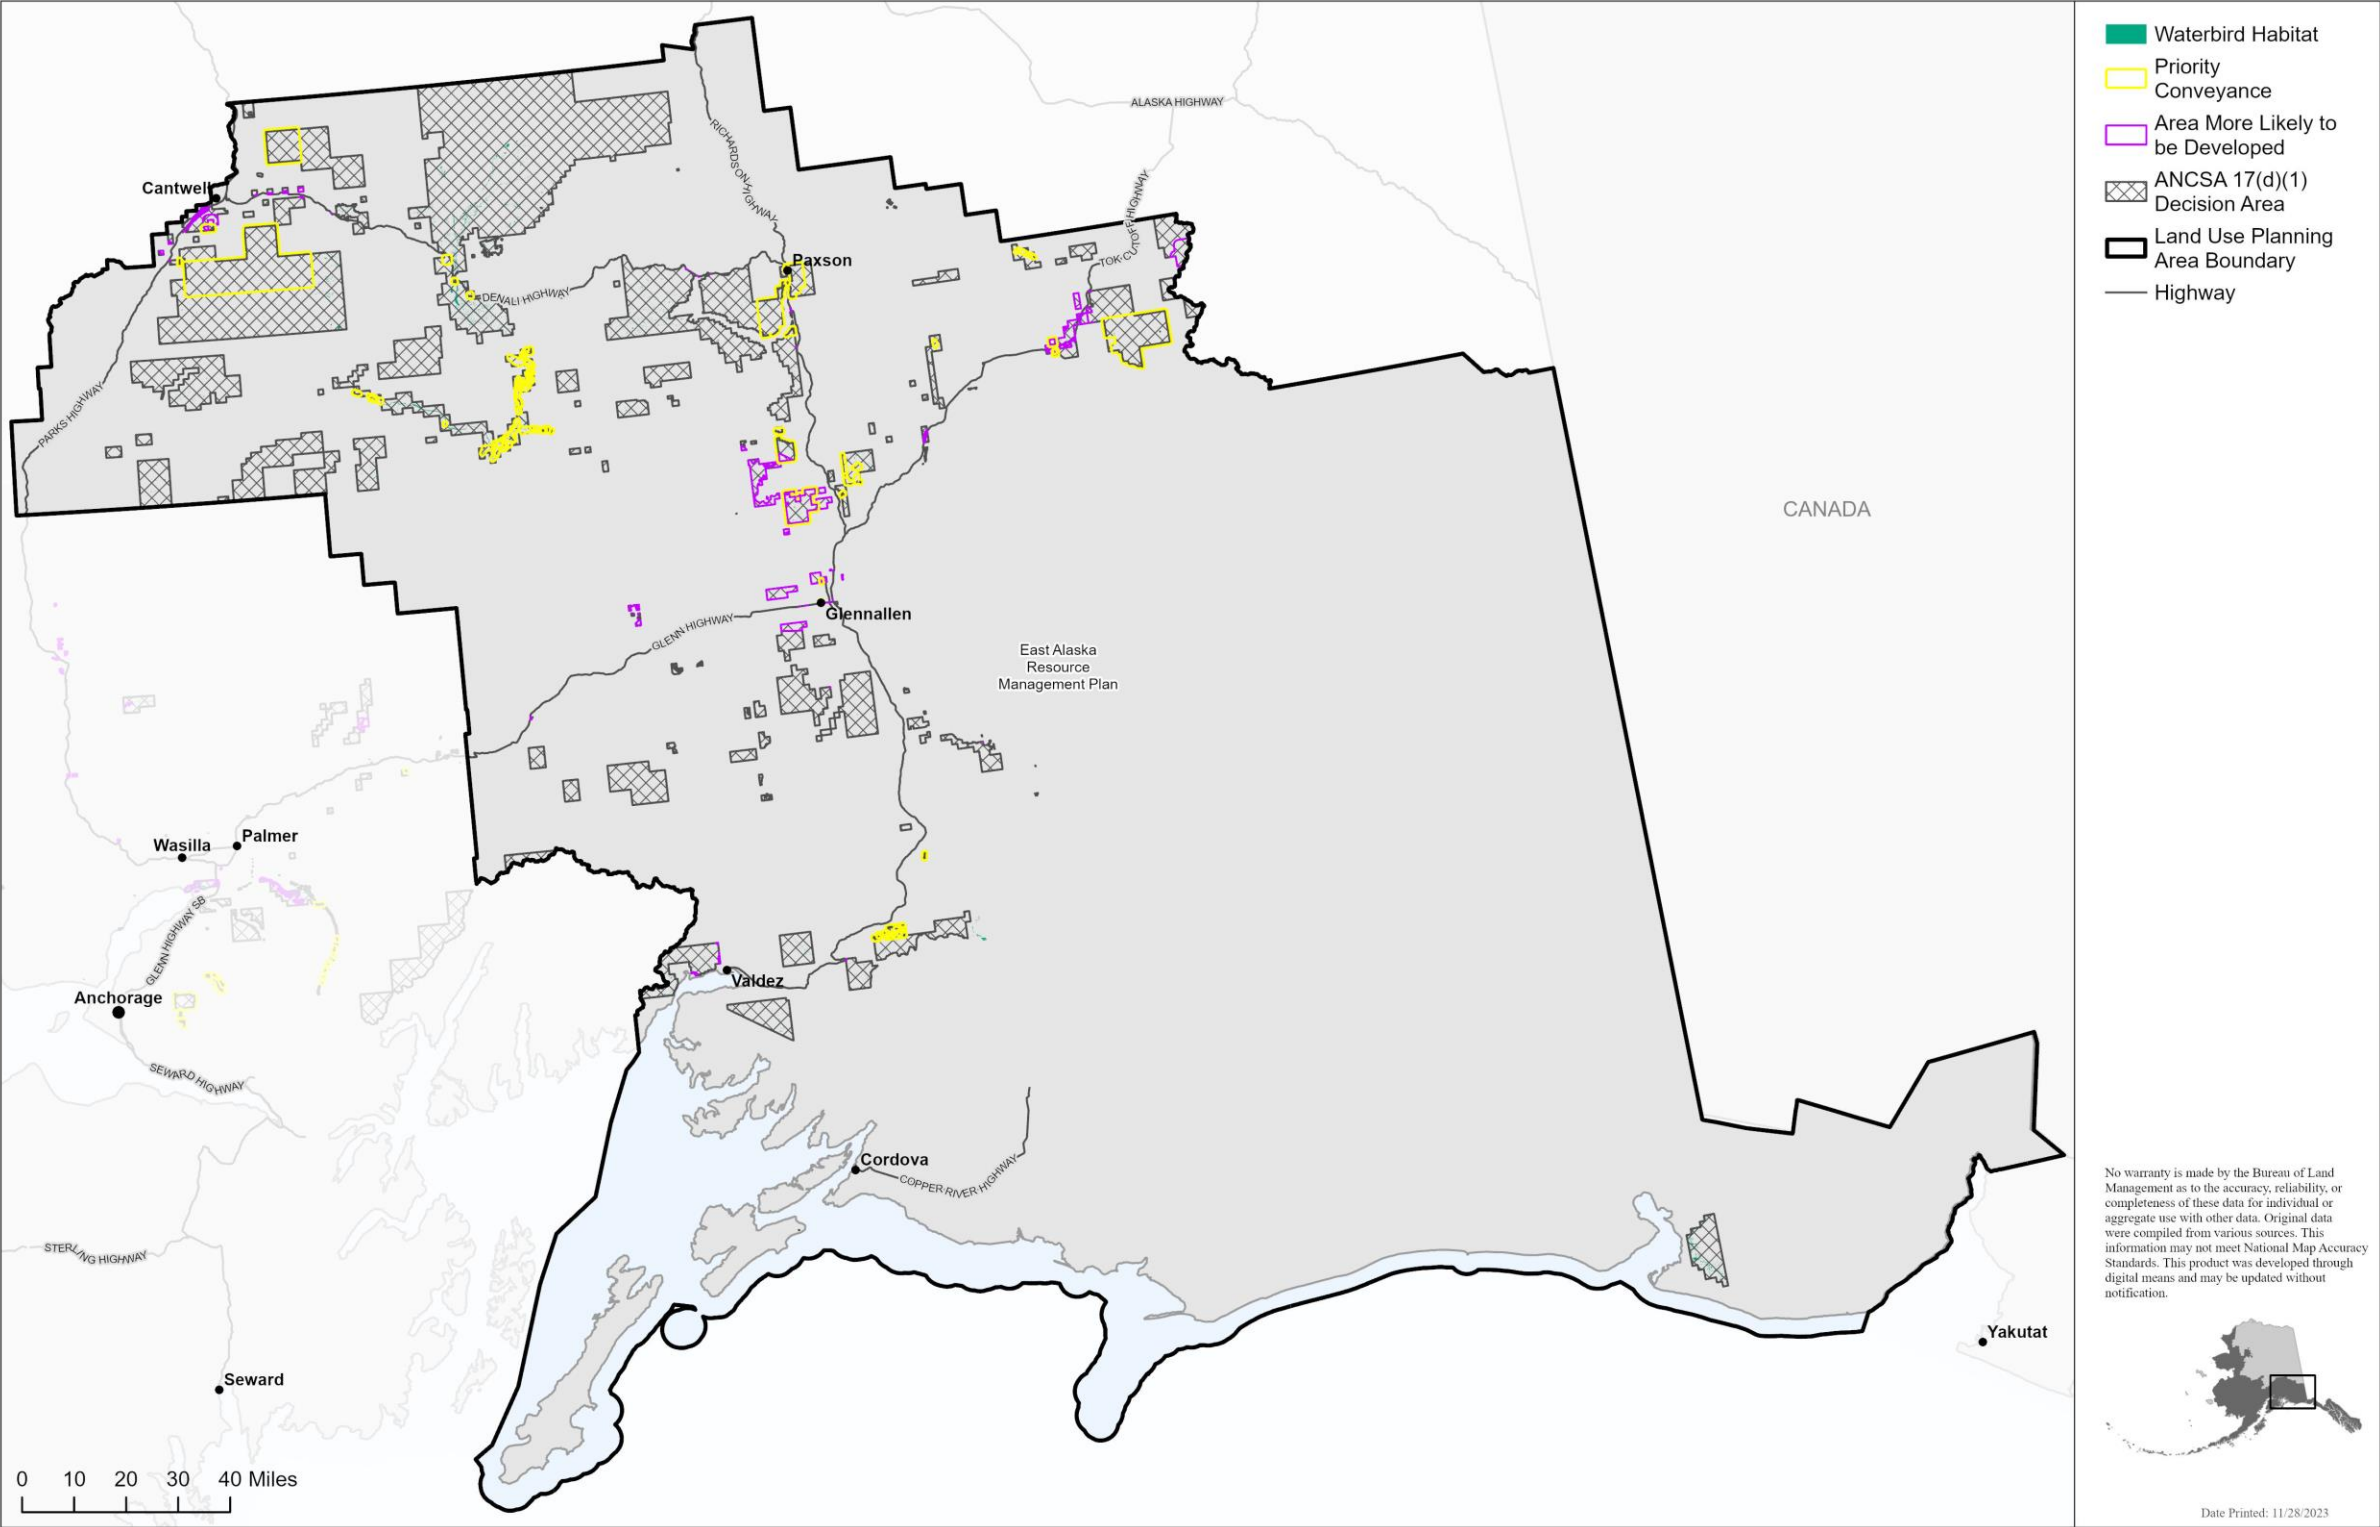 Waterbird Habitat
Priority
Conveyance
Area More Likely to
be Developed
ANCSA 17(d)(1)
Decision Area
Land Use Planning
Area Boundary
Highway
ALASKA HIGHWAY
RICHARDSON HIGHWAY
Cantwell
TOK CUTOFF HIGHWAY
Paxson
DENALI HIGHWAY
PARKS HIGHWAY
CANADA
Glennallen
GLENN HIGHWAY
East Alaska
Resource
Management Plan
Palmer
Wasilla
GLENN HIGHWAY SB
Valdez
Anchorage
SEWARD HIGHWAY
Cordova
COPPER RIVER HIGHWAY
STERLING HIGHWAY
Yakutat
Seward
0 10 20 30 40 Miles
No warranty is made by the Bureau of Land
Management as to the accuracy, reliability, or
completeness of these data for individual or
aggregate use with other data. Original data
were compiled from various sources. This
information may not meet National Map Accuracy
Standards. This product was developed through
digital means and may be updated without
notification.
Date Printed: 11/28/2023